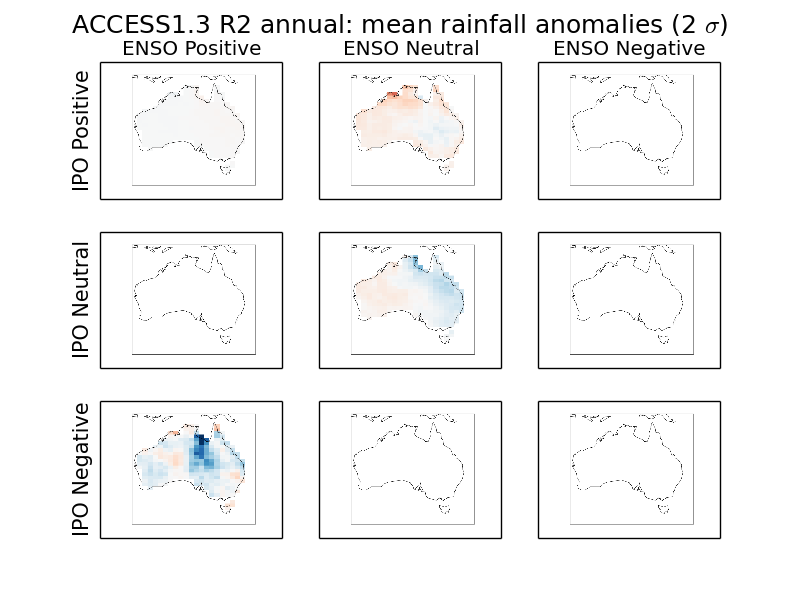 ACCESS1.3 R2 annual: mean rainfall anomalies (2 σ)
ENSO Positive ENSO Neutral ENSO Negative
IPO Positive
IPO Neutral
IPO Negative